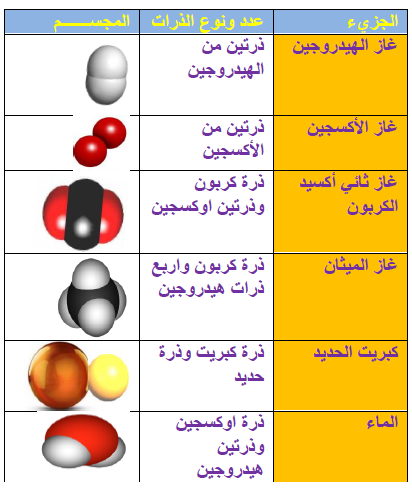 الجزيء عدد ونوع الذرات المجســــــم
غاز الهيدروجين ذرتين من
الهيدروجين
غاز الأكسجين ذرتين من
الأكسجين
غاز ثاني أكسيد ذرة كربون
الكربون وذرتين اوكسجين
غاز الميثان ذرة كربون واربع
ذرات هيدروجين
كبريت الحديد ذرة كبريت وذرة
حديد
الماء ذرة اوكسجين
وذرتين
هيدروجين